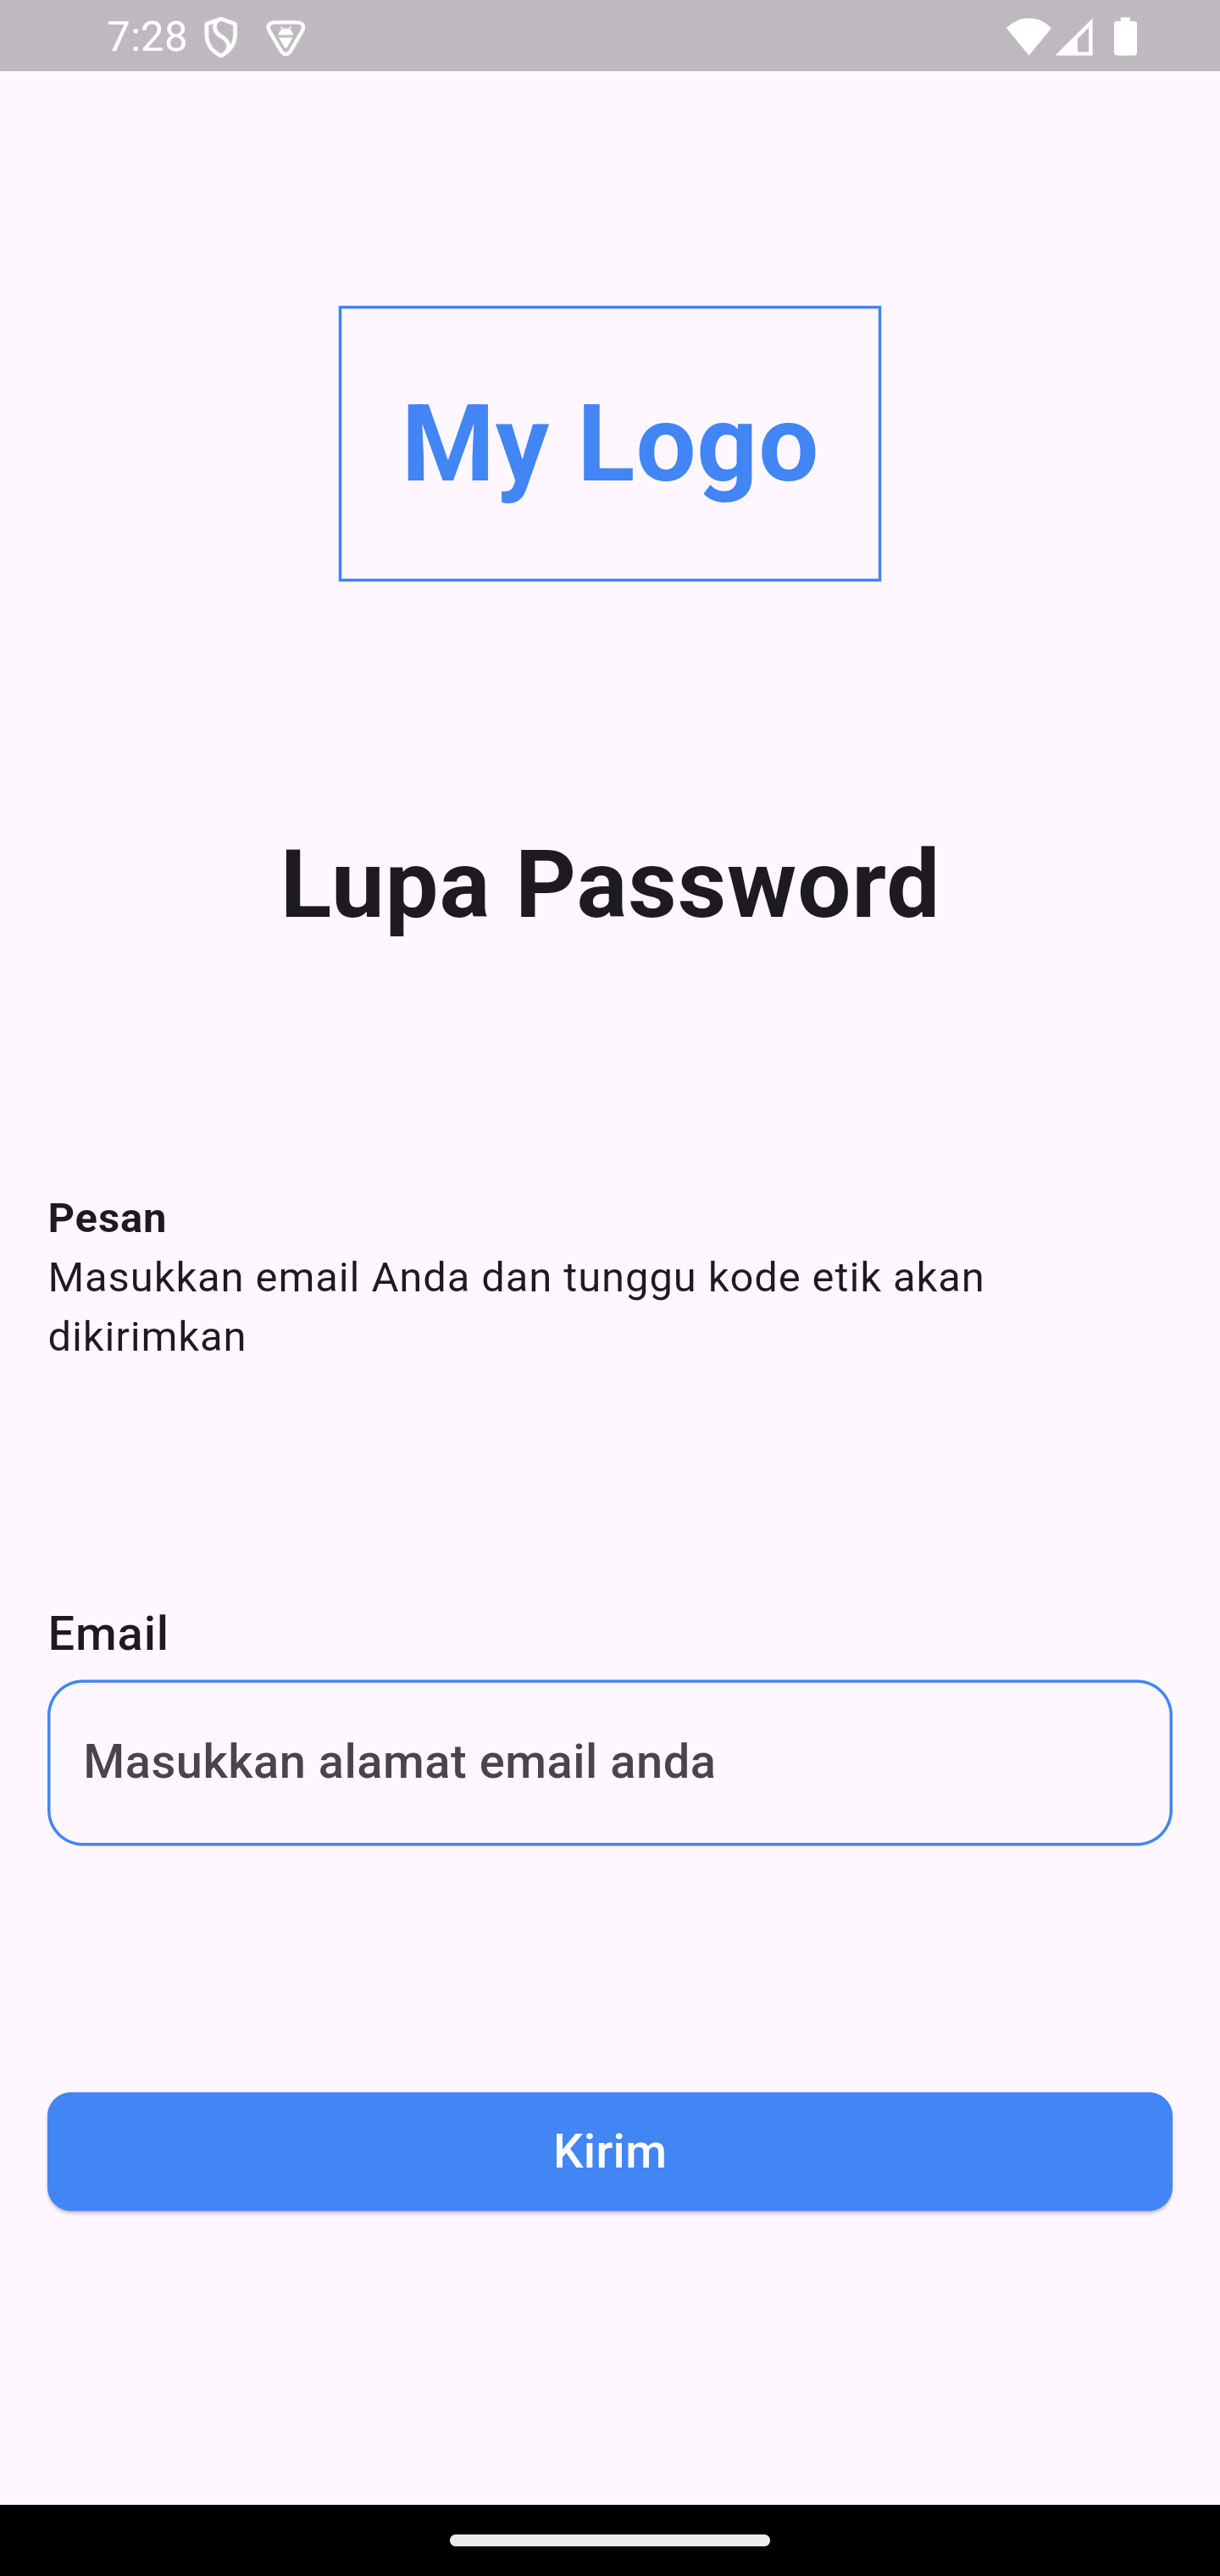 7:28
My Logo
Lupa Password
Pesan
Masukkan email Anda dan tunggu kode etik akan
dikirimkan
Email
Masukkan alamat email anda
Kirim